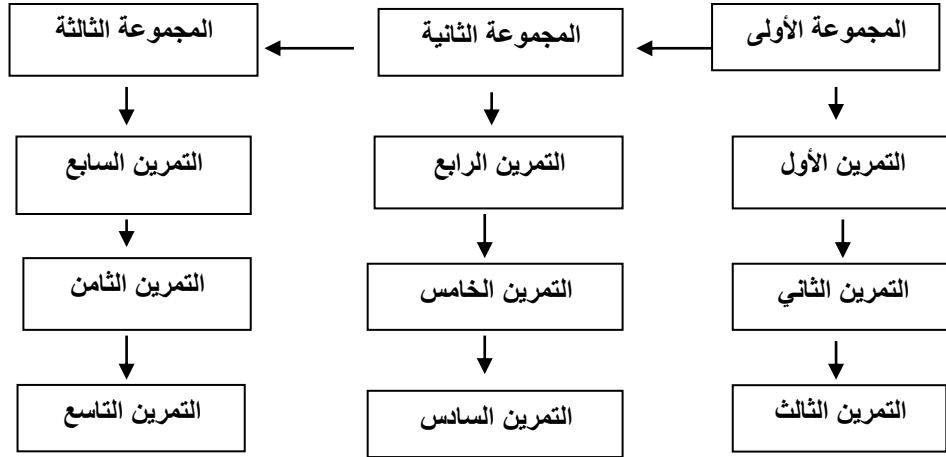 المجموعة الأولى
المجموعة الثانية
المجموعة الثالثة
التمرين الأول
التمرين الرابع
التمرين السابع
التمرين الثاني
التمرين الخامس
التمرين الثامن
التمرين الثالث
التمرين السادس
التمرين التاسع